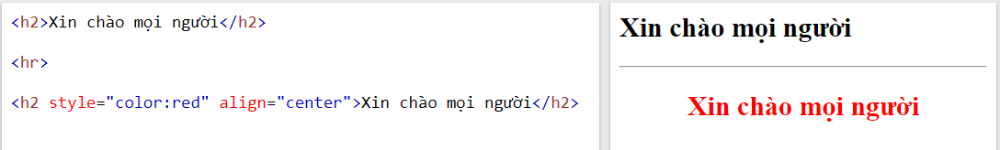 <h2>Xin chào mọi người</h2>
<hr>
<h2 style="color:red" align="center">Xin chào mọi người</h2>
Xin chào mọi người
Xin chào mọi người